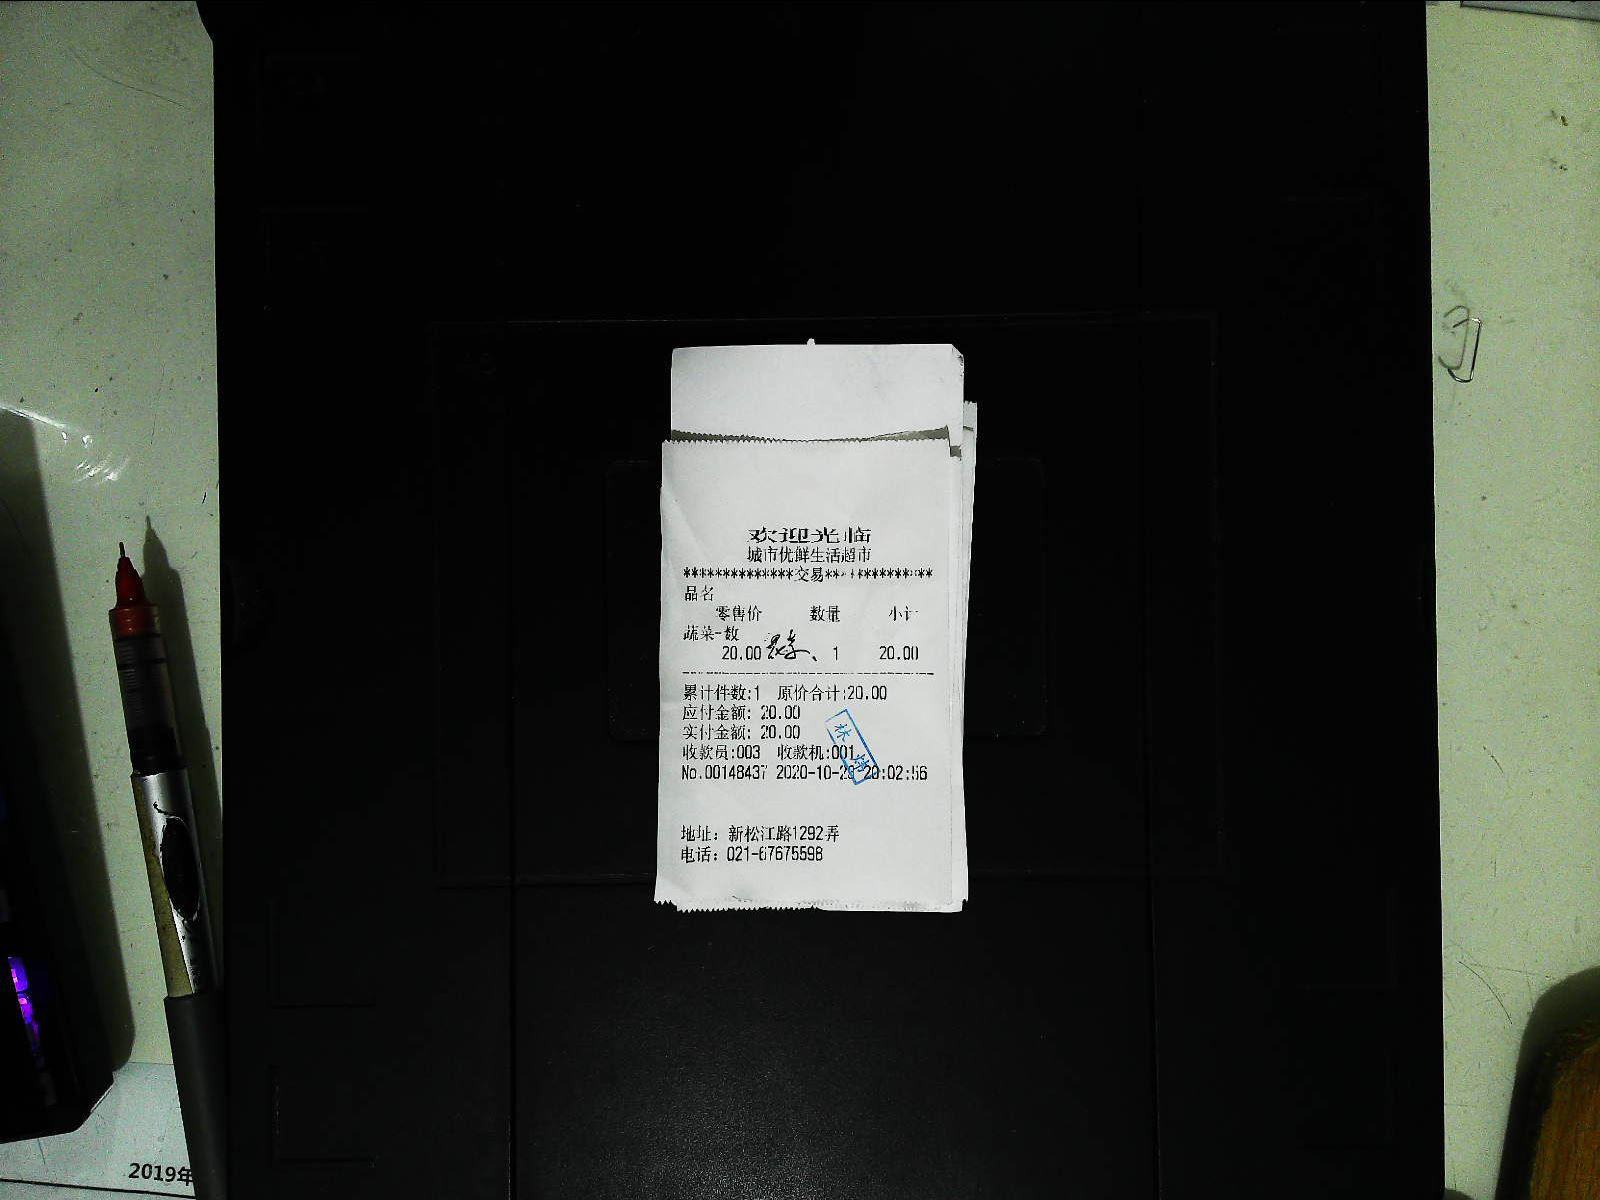 欢迎光临
城市优鲜生活超市
*************交易*************
品名
零售价 数量 小计
蔬菜-数
20.00 1 20.00
累计件数:1 原价合计:20.00
应付金额: 20.00
实付金额: 20.00
收款员:003 收款机:001
No.00148437 2020-10-2 20:02:56
地址: 新松江路1292弄
电话: 021-67675598
2019年